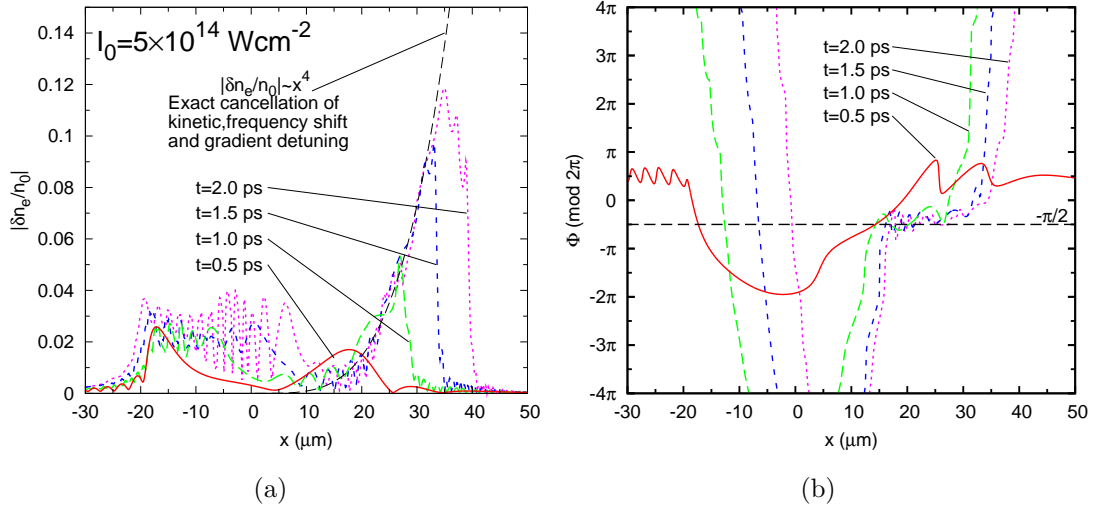 I₀=5×10¹⁴ Wcm⁻²
|δnₑ/n₀|~x⁴
Exact cancellation of
kinetic,frequency shift
and gradient detuning
t=2.0 ps
t=1.5 ps
t=1.0 ps
t=0.5 ps
0.14
0.12
0.1
0.08
0.06
0.04
0.02
0
|δnₑ/n₀|
-30 -20 -10 0 10 20 30 40 50
x (μm)
(a)
4π
3π
2π
π
0
-π
-2π
-3π
-4π
Φ (mod 2π)
t=2.0 ps
t=1.5 ps
t=1.0 ps
t=0.5 ps
-π/2
-30 -20 -10 0 10 20 30 40 50
x (μm)
(b)